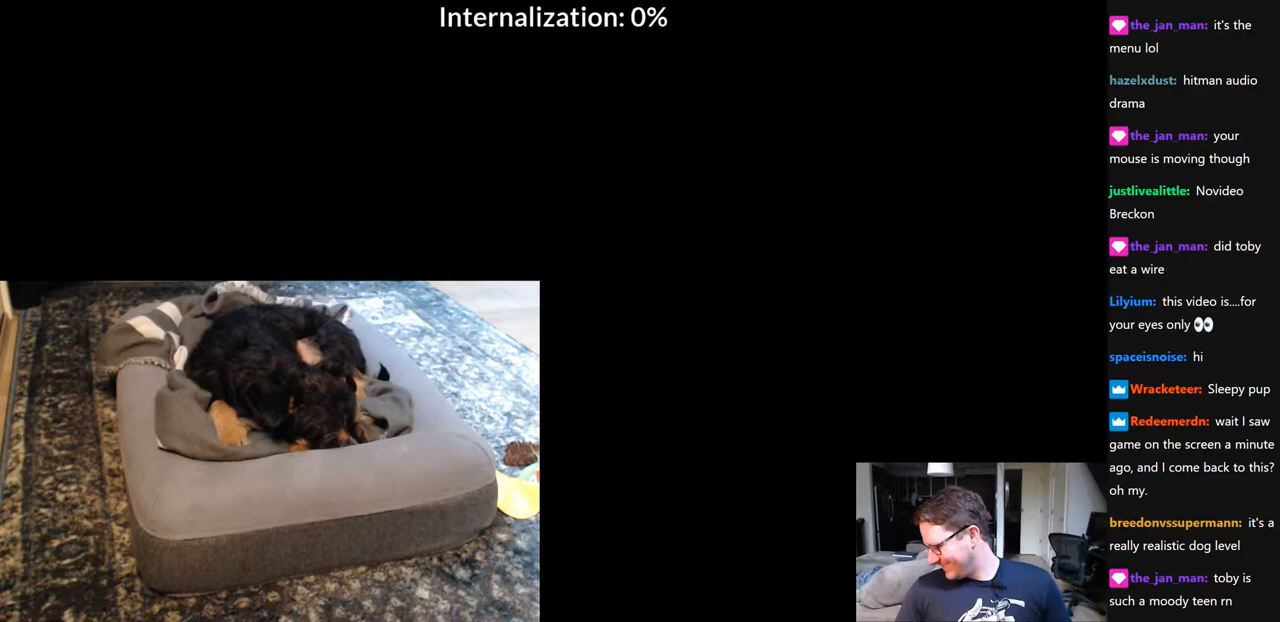 Internalization: 0%
the_jan_man: it's the
menu lol
hazelxdust: hitman audio
drama
the_jan_man: your
mouse is moving though
justlivealittle: Novideo
Breckon
the_jan_man: did toby
eat a wire
Lilyium: this video is....for
your eyes only 👀
spaceisnoise: hi
Wracketeer: Sleepy pup
Redeemerdn: wait I saw
game on the screen a minute
ago, and I come back to this?
oh my.
breedonvssupermann: it's a
really realistic dog level
the_jan_man: toby is
such a moody teen rn